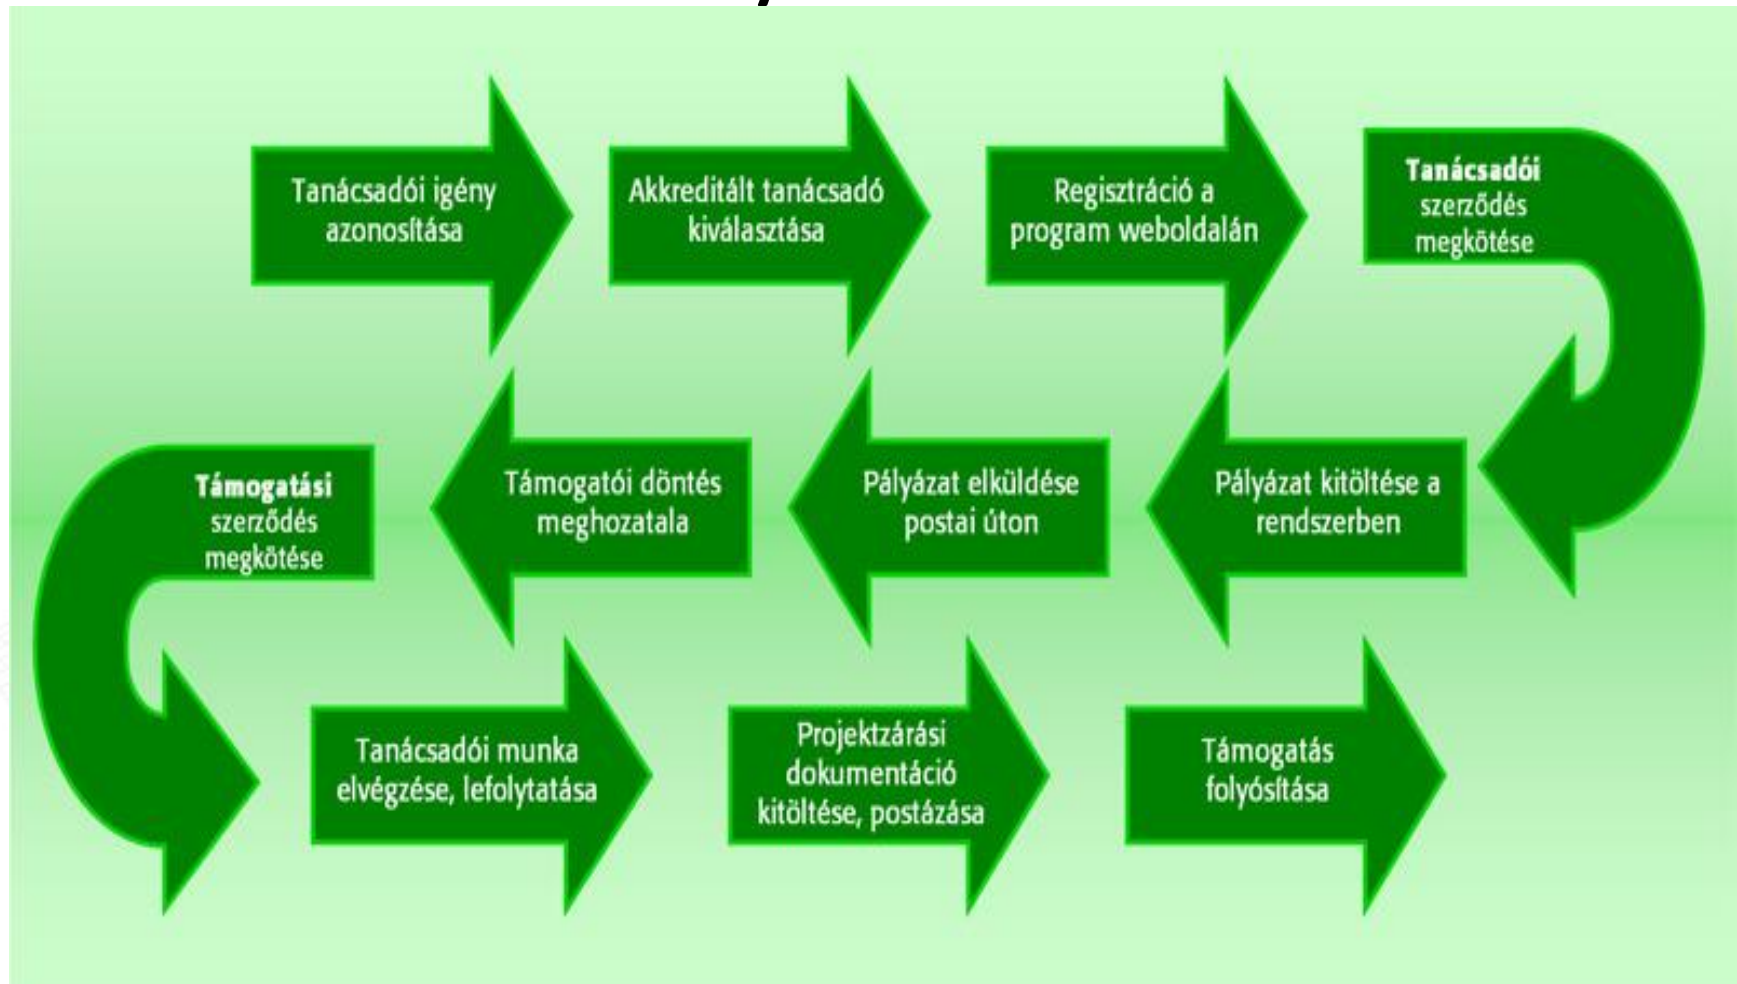 Tanácsadói igény
azonosítása
Akkreditált tanácsadó
kiválasztása
Regisztráció a
program weboldalán
Tanácsadói
szerződés
megkötése
Pályázat kitöltése a
rendszerben
Pályázat elküldése
postai úton
Támogatói döntés
meghozatala
Támogatási
szerződés
megkötése
Tanácsadói munka
elvégzése, lefolytatása
Projektzárási
dokumentáció
kitöltése, postázása
Támogatás
folyósítása